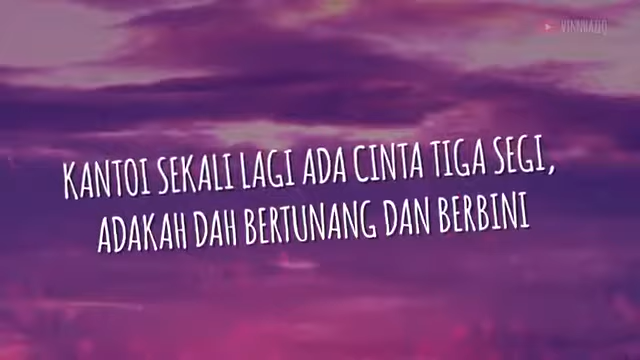 KANTOI SEKALI LAGI ADA CINTA TIGA SEGI,
ADAKAH DAH BERTUNANG DAN BERBINI